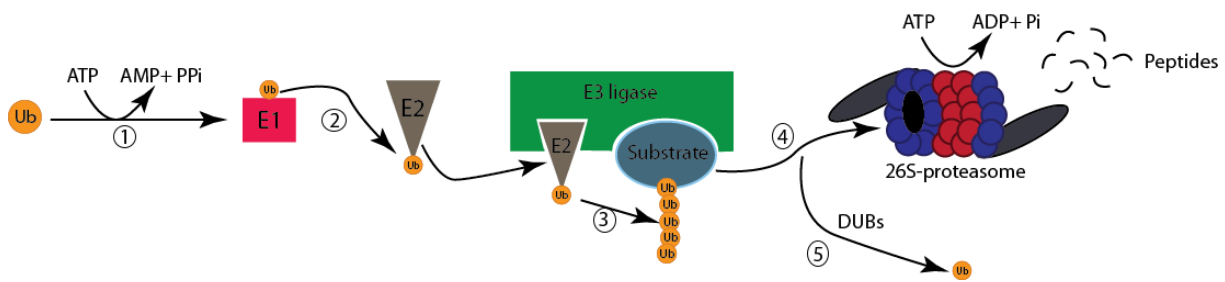 Ub
ATP
AMP+ PPi
1
Ub
E1
2
E2
Ub
E3 ligase
E2
Ub
3
Substrate
Ub
Ub
Ub
Ub
Ub
4
ATP
ADP+ Pi
Peptides
26S-proteasome
DUBs
5
Ub